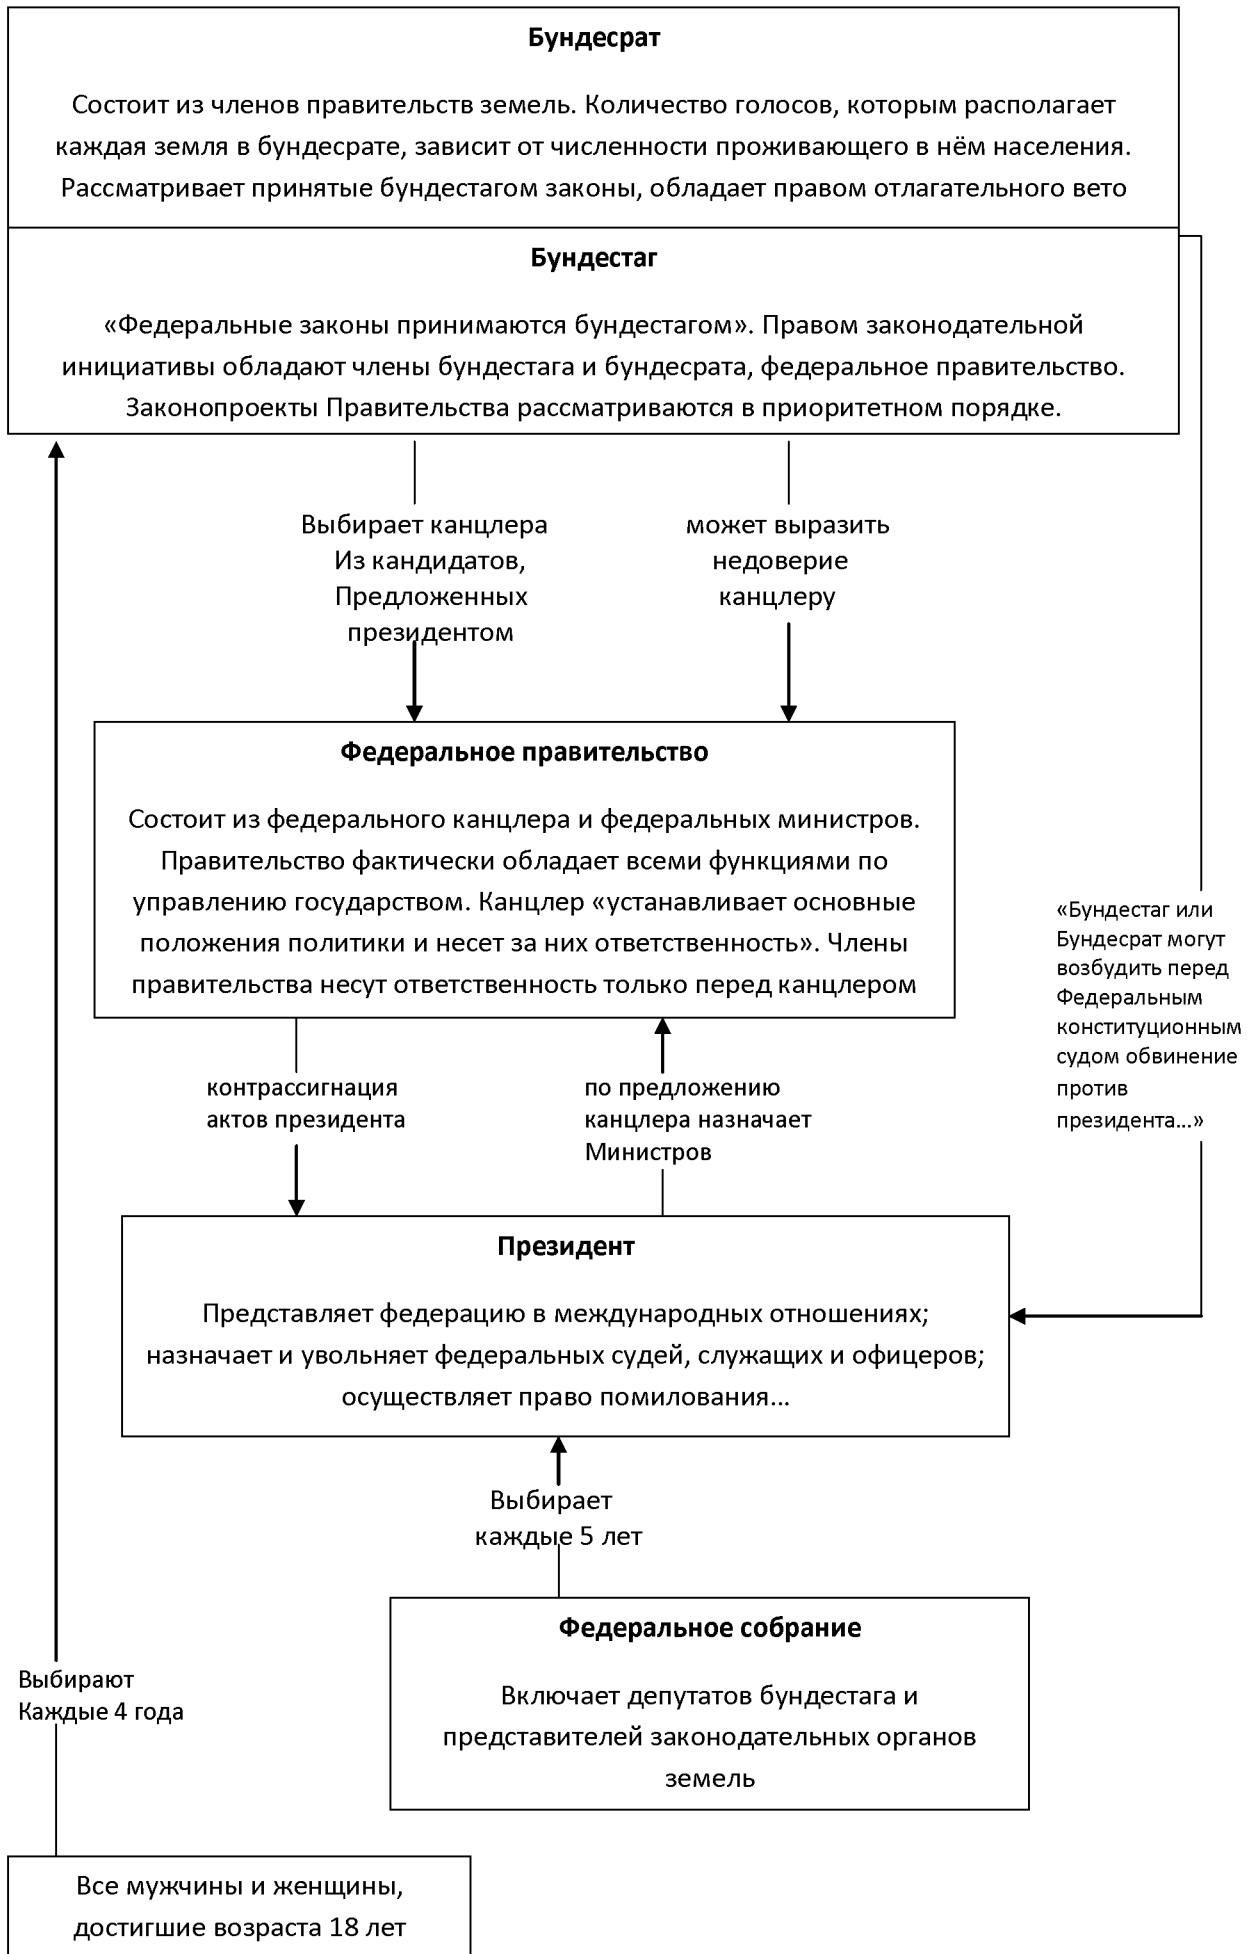 Бундесрат
Состоит из членов правительств земель. Количество голосов, которым располагает
каждая земля в бундесрате, зависит от численности проживающего в нём населения.
Рассматривает принятые бундестагом законы, обладает правом отлагательного вето
Бундестаг
«Федеральные законы принимаются бундестагом». Правом законодательной
инициативы обладают члены бундестага и бундесрата, федеральное правительство.
Законопроекты Правительства рассматриваются в приоритетном порядке.
Выбирает канцлера
Из кандидатов,
Предложенных
президентом
может выразить
недоверие
канцлеру
Федеральное правительство
Состоит из федерального канцлера и федеральных министров.
Правительство фактически обладает всеми функциями по
управлению государством. Канцлер «устанавливает основные
положения политики и несет за них ответственность». Члены
правительства несут ответственность только перед канцлером
«Бундестаг или
Бундесрат могут
возбудить перед
Федеральным
конституционным
судом обвинение
против
президента...»
контрассигнация
актов президента
по предложению
канцлера назначает
Министров
Президент
Представляет федерацию в международных отношениях;
назначает и увольняет федеральных судей, служащих и офицеров;
осуществляет право помилования...
Выбирает
каждые 5 лет
Федеральное собрание
Включает депутатов бундестага и
представителей законодательных органов
земель
Выбирают
Каждые 4 года
Все мужчины и женщины,
достигшие возраста 18 лет